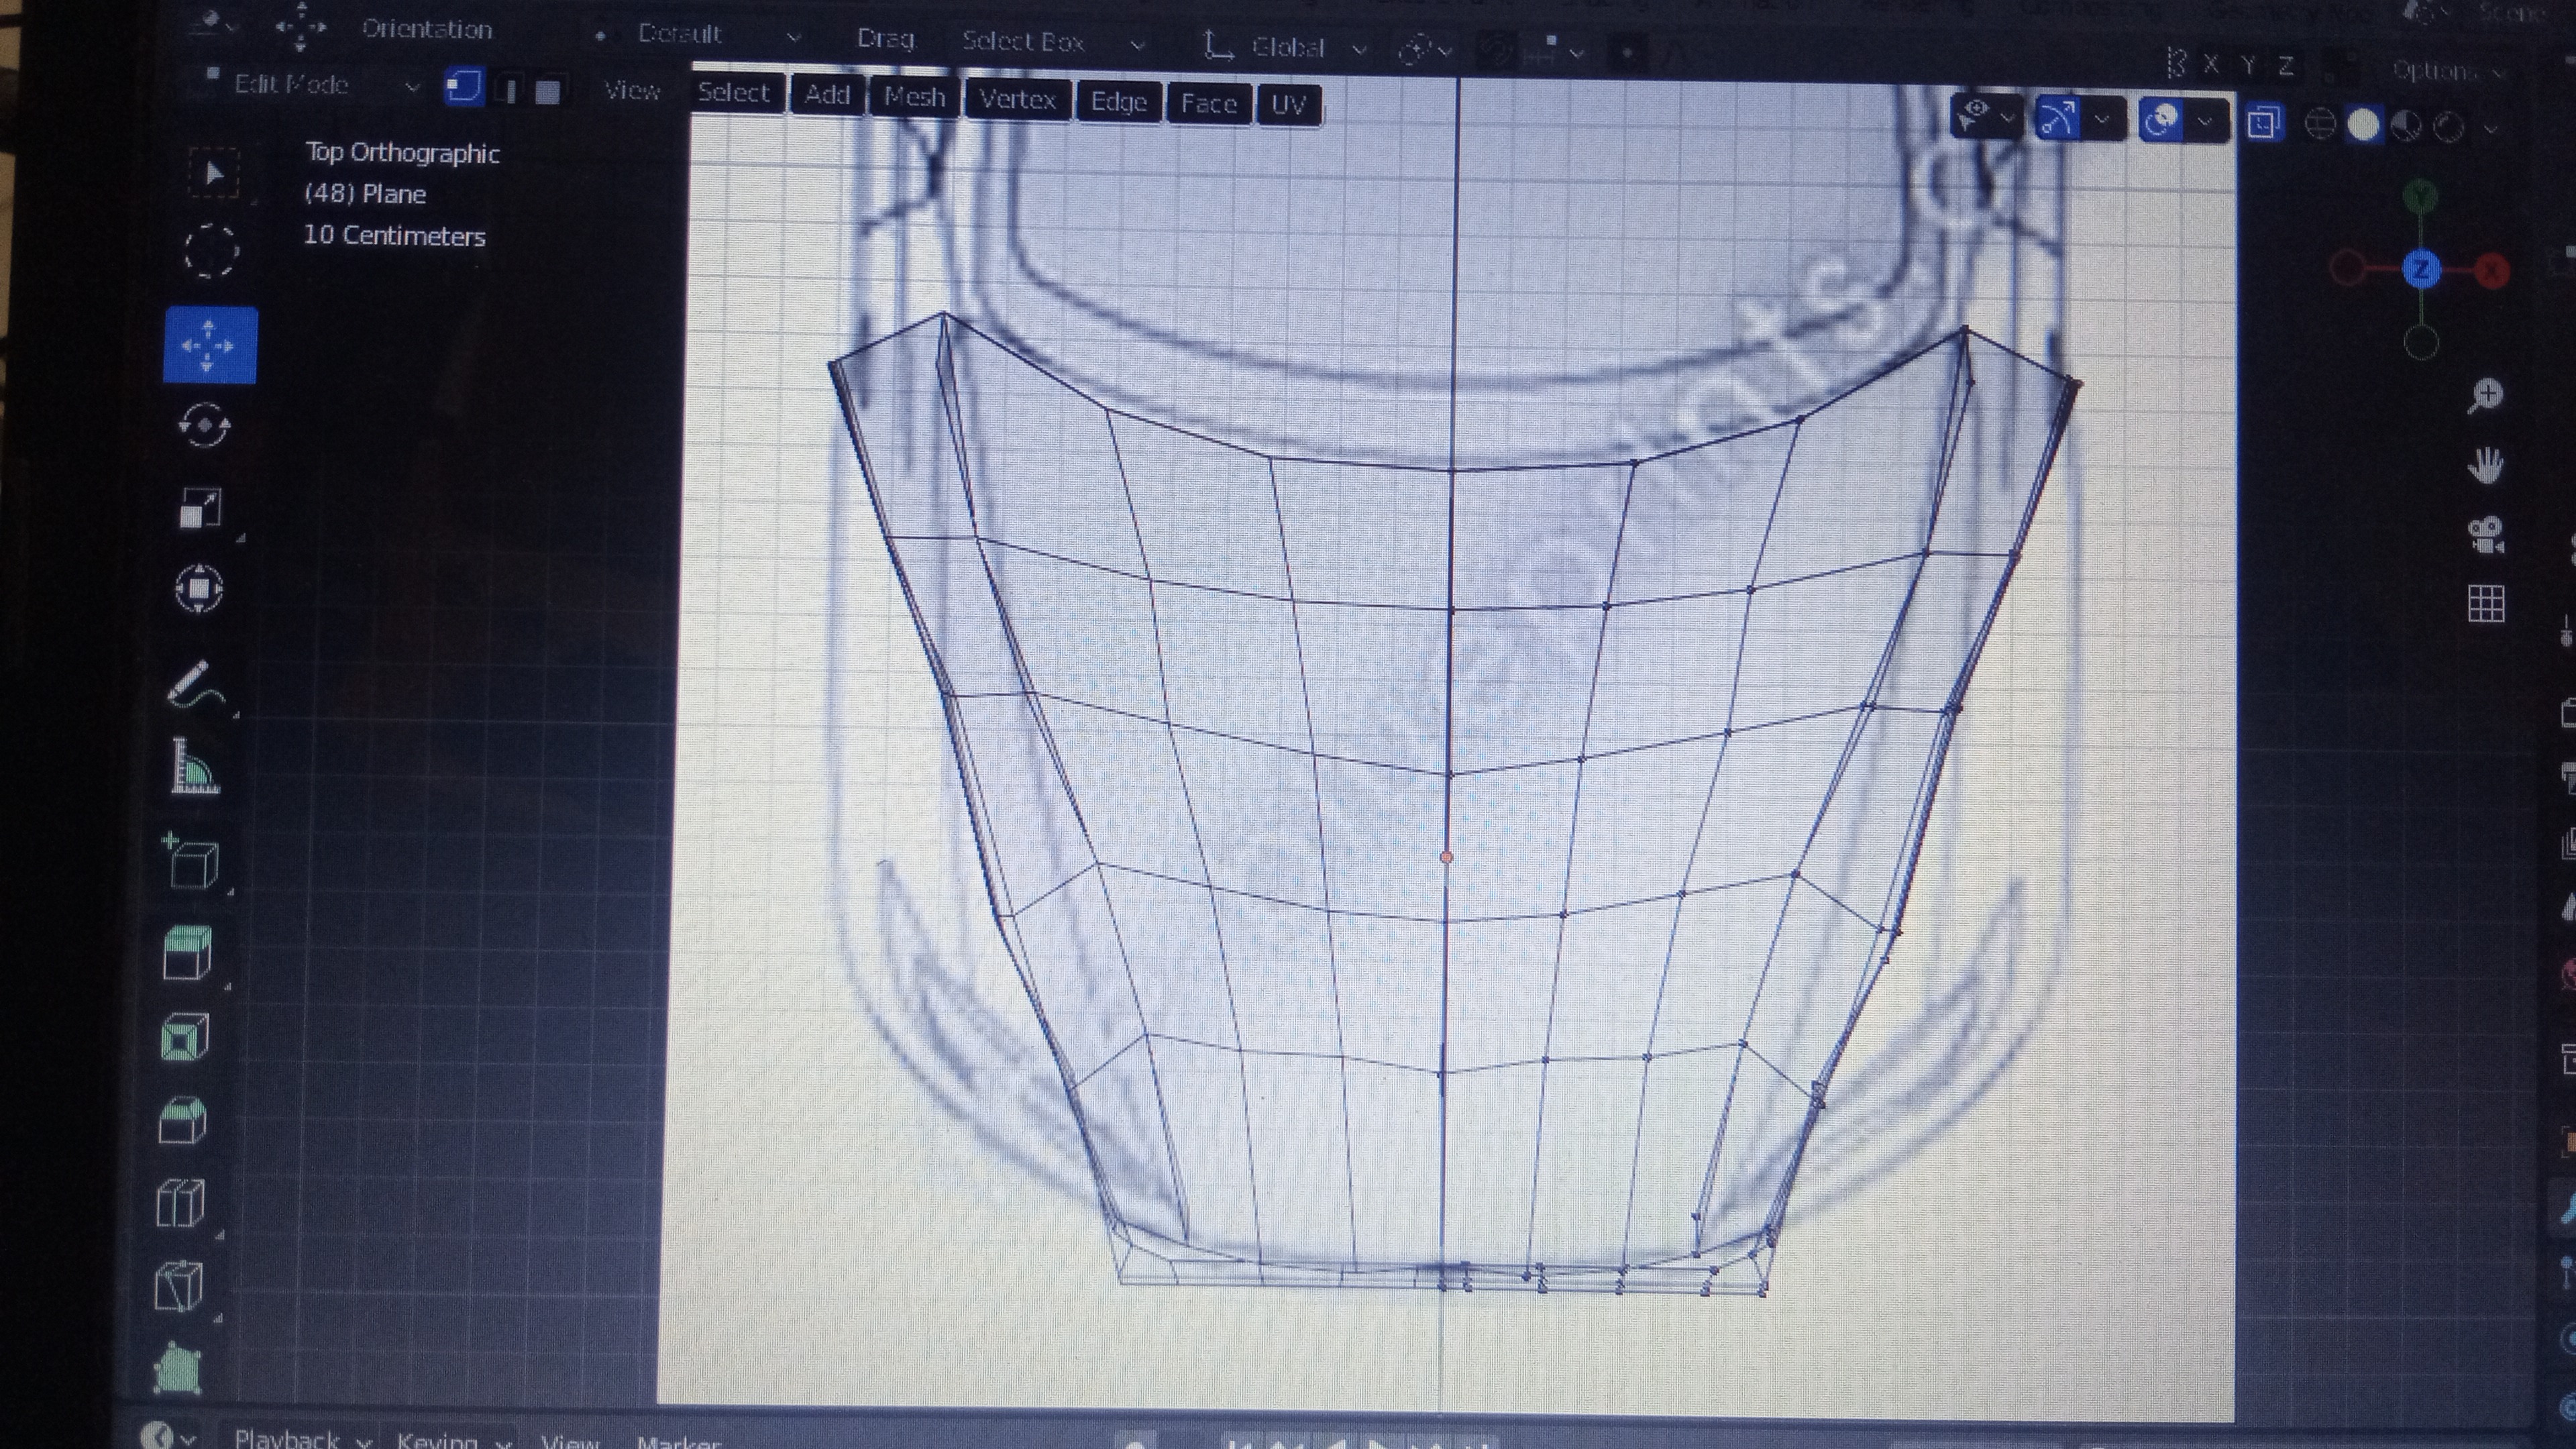 Orientation Default Drag Select Box Global
Edit Mode View Select Add Mesh Vertex Edge Face UV X Y Z Options
Top Orthographic
(48) Plane
10 Centimeters
Y
Z X
Playback Keying View Marker